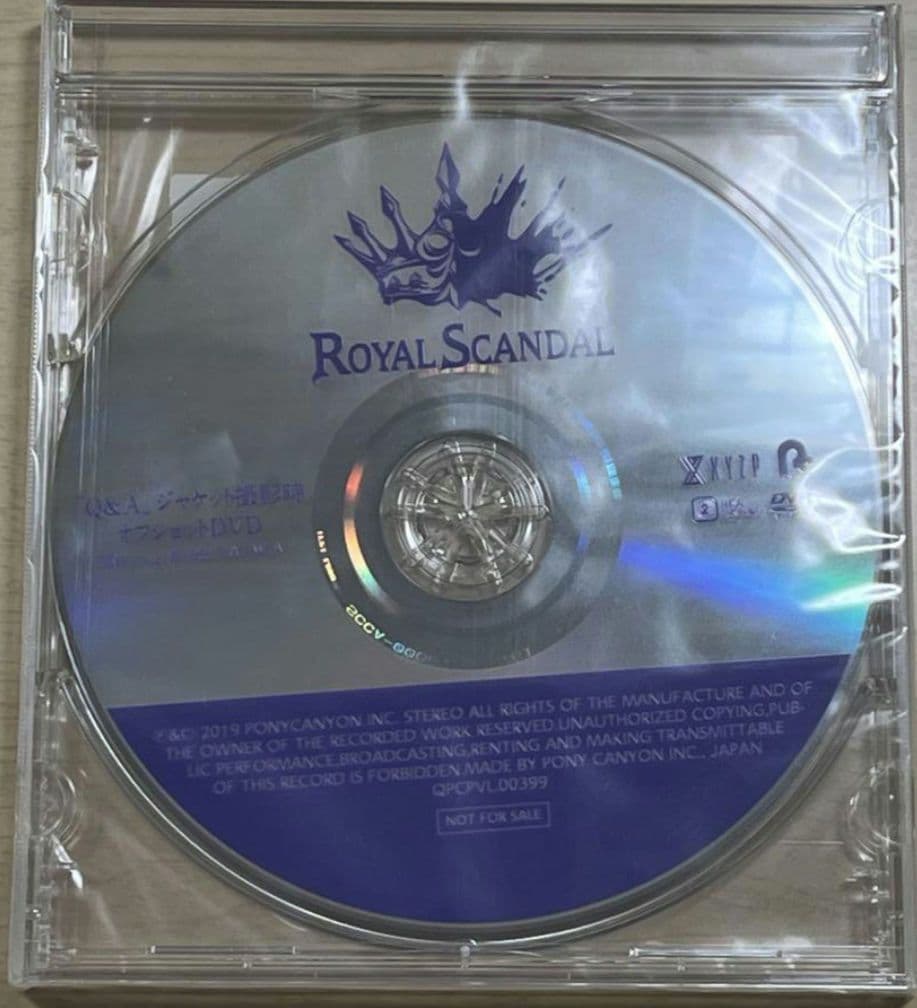 ROYAL SCANDAL
「Q&A」ジャケット撮影時
オフショットDVD
XYZP
2
℗&© 2019 PONYCANYON INC. STEREO ALL RIGHTS OF THE MANUFACTURE AND OF
THE OWNER OF THE RECORDED WORK RESERVED.UNAUTHORIZED COPYING,PUB-
LIC PERFORMANCE,BROADCASTING,RENTING AND MAKING TRANSMITTABLE
OF THIS RECORD IS FORBIDDEN.MADE BY PONY CANYON INC., JAPAN
QPCPVL.00399
NOT FOR SALE